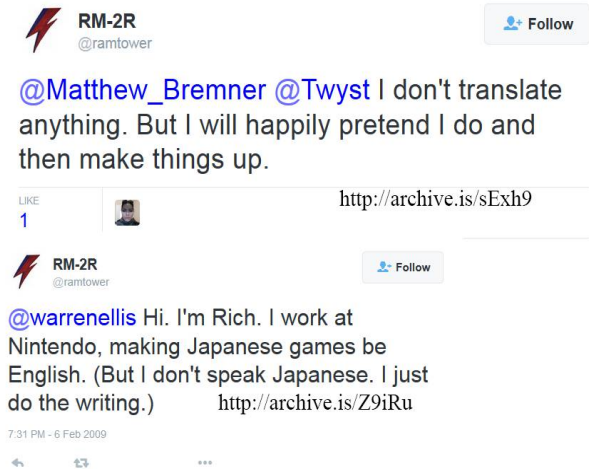 RM-2R
@ramtower
Follow
@Matthew_Bremner @Twyst I don't translate
anything. But I will happily pretend I do and
then make things up.
LIKE
1
http://archive.is/sExh9
RM-2R
@ramtower
Follow
@warrenellis Hi. I'm Rich. I work at
Nintendo, making Japanese games be
English. (But I don't speak Japanese. I just
do the writing.)
http://archive.is/Z9iRu
7:31 PM - 6 Feb 2009